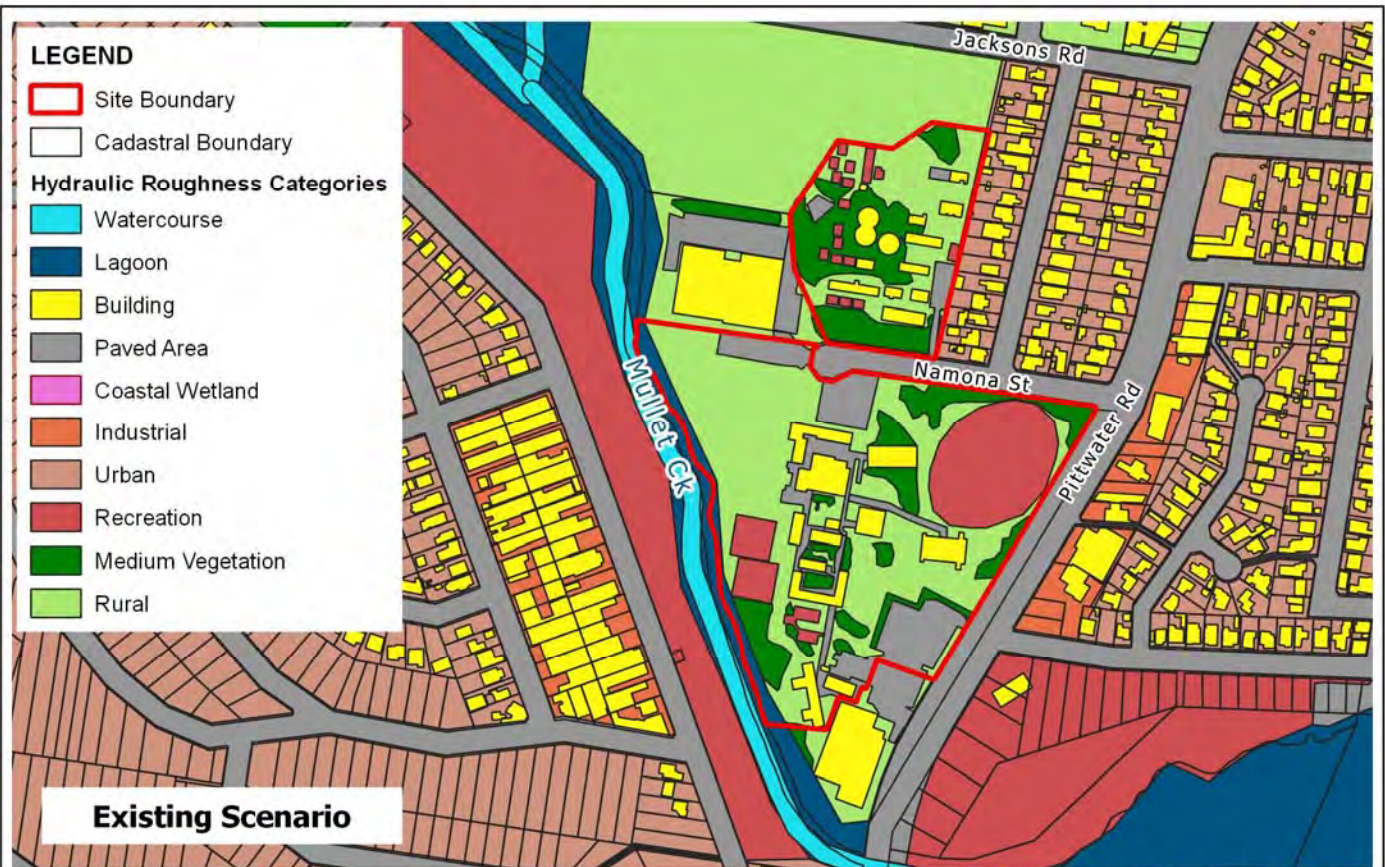 LEGEND
Site Boundary
Cadastral Boundary
Hydraulic Roughness Categories
Watercourse
Lagoon
Building
Paved Area
Coastal Wetland
Industrial
Urban
Recreation
Medium Vegetation
Rural
Existing Scenario
Jacksons Rd
Namona St
Pittwater Rd
Mullet Ck